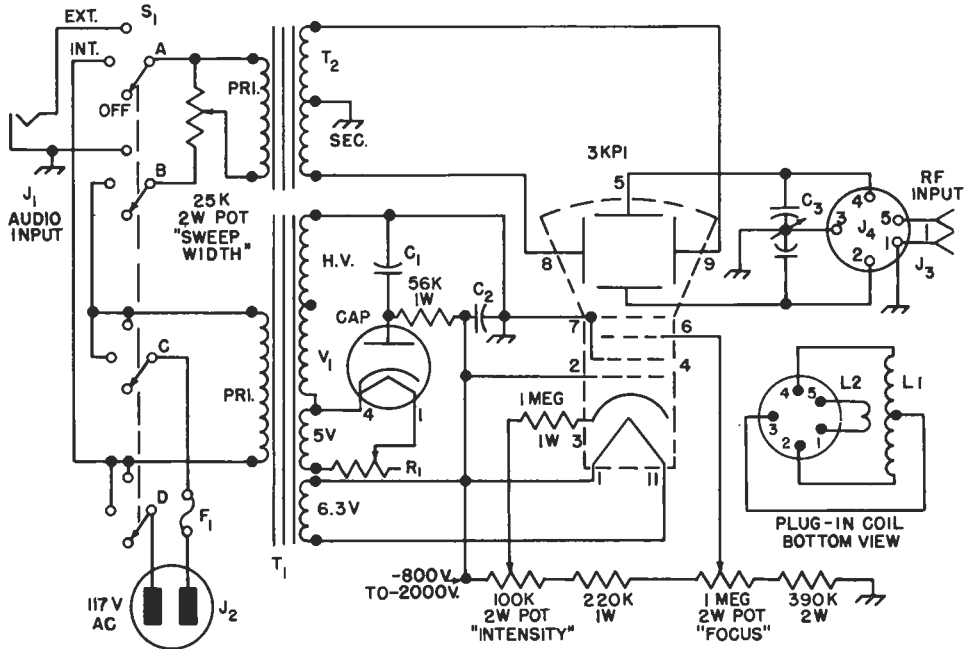 EXT.
S1
INT.
A
OFF
PRI.
T2
SEC.
B
J1
AUDIO
INPUT
25K
2W POT
"SWEEP
WIDTH"
3KP1
5
8
9
C3
4
3
J4
5
1
2
RF
INPUT
J3
H.V.
C1
56K
1W
C2
CAP
V1
7
6
2
4
C
PRI.
4
1
5V
R1
1 MEG
1W
3
1
11
6.3V
D
F1
T1
117V
AC
J2
-800V
TO-2000V.
100K
2W POT
"INTENSITY"
220K
1W
1 MEG
2W POT
"FOCUS"
390K
2W
4
5
3
2
1
L2
L1
PLUG-IN COIL
BOTTOM VIEW